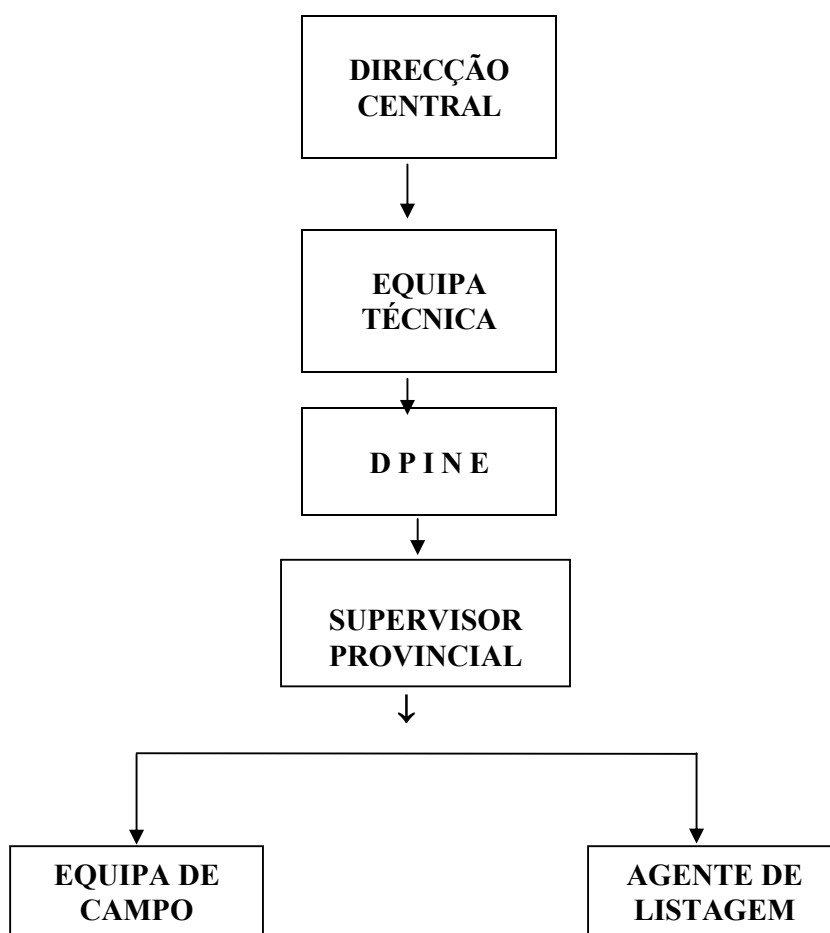 DIRECÇÃO
CENTRAL
EQUIPA
TÉCNICA
D P I N E
SUPERVISOR
PROVINCIAL
EQUIPA DE
CAMPO
AGENTE DE
LISTAGEM